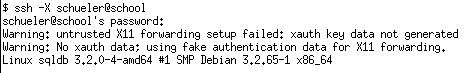 $ ssh -X schueler@school
schueler@school's password:
Warning: untrusted X11 forwarding setup failed: xauth key data not generated
Warning: No xauth data; using fake authentication data for X11 forwarding.
Linux sqldb 3.2.0-4-amd64 #1 SMP Debian 3.2.65-1 x86_64